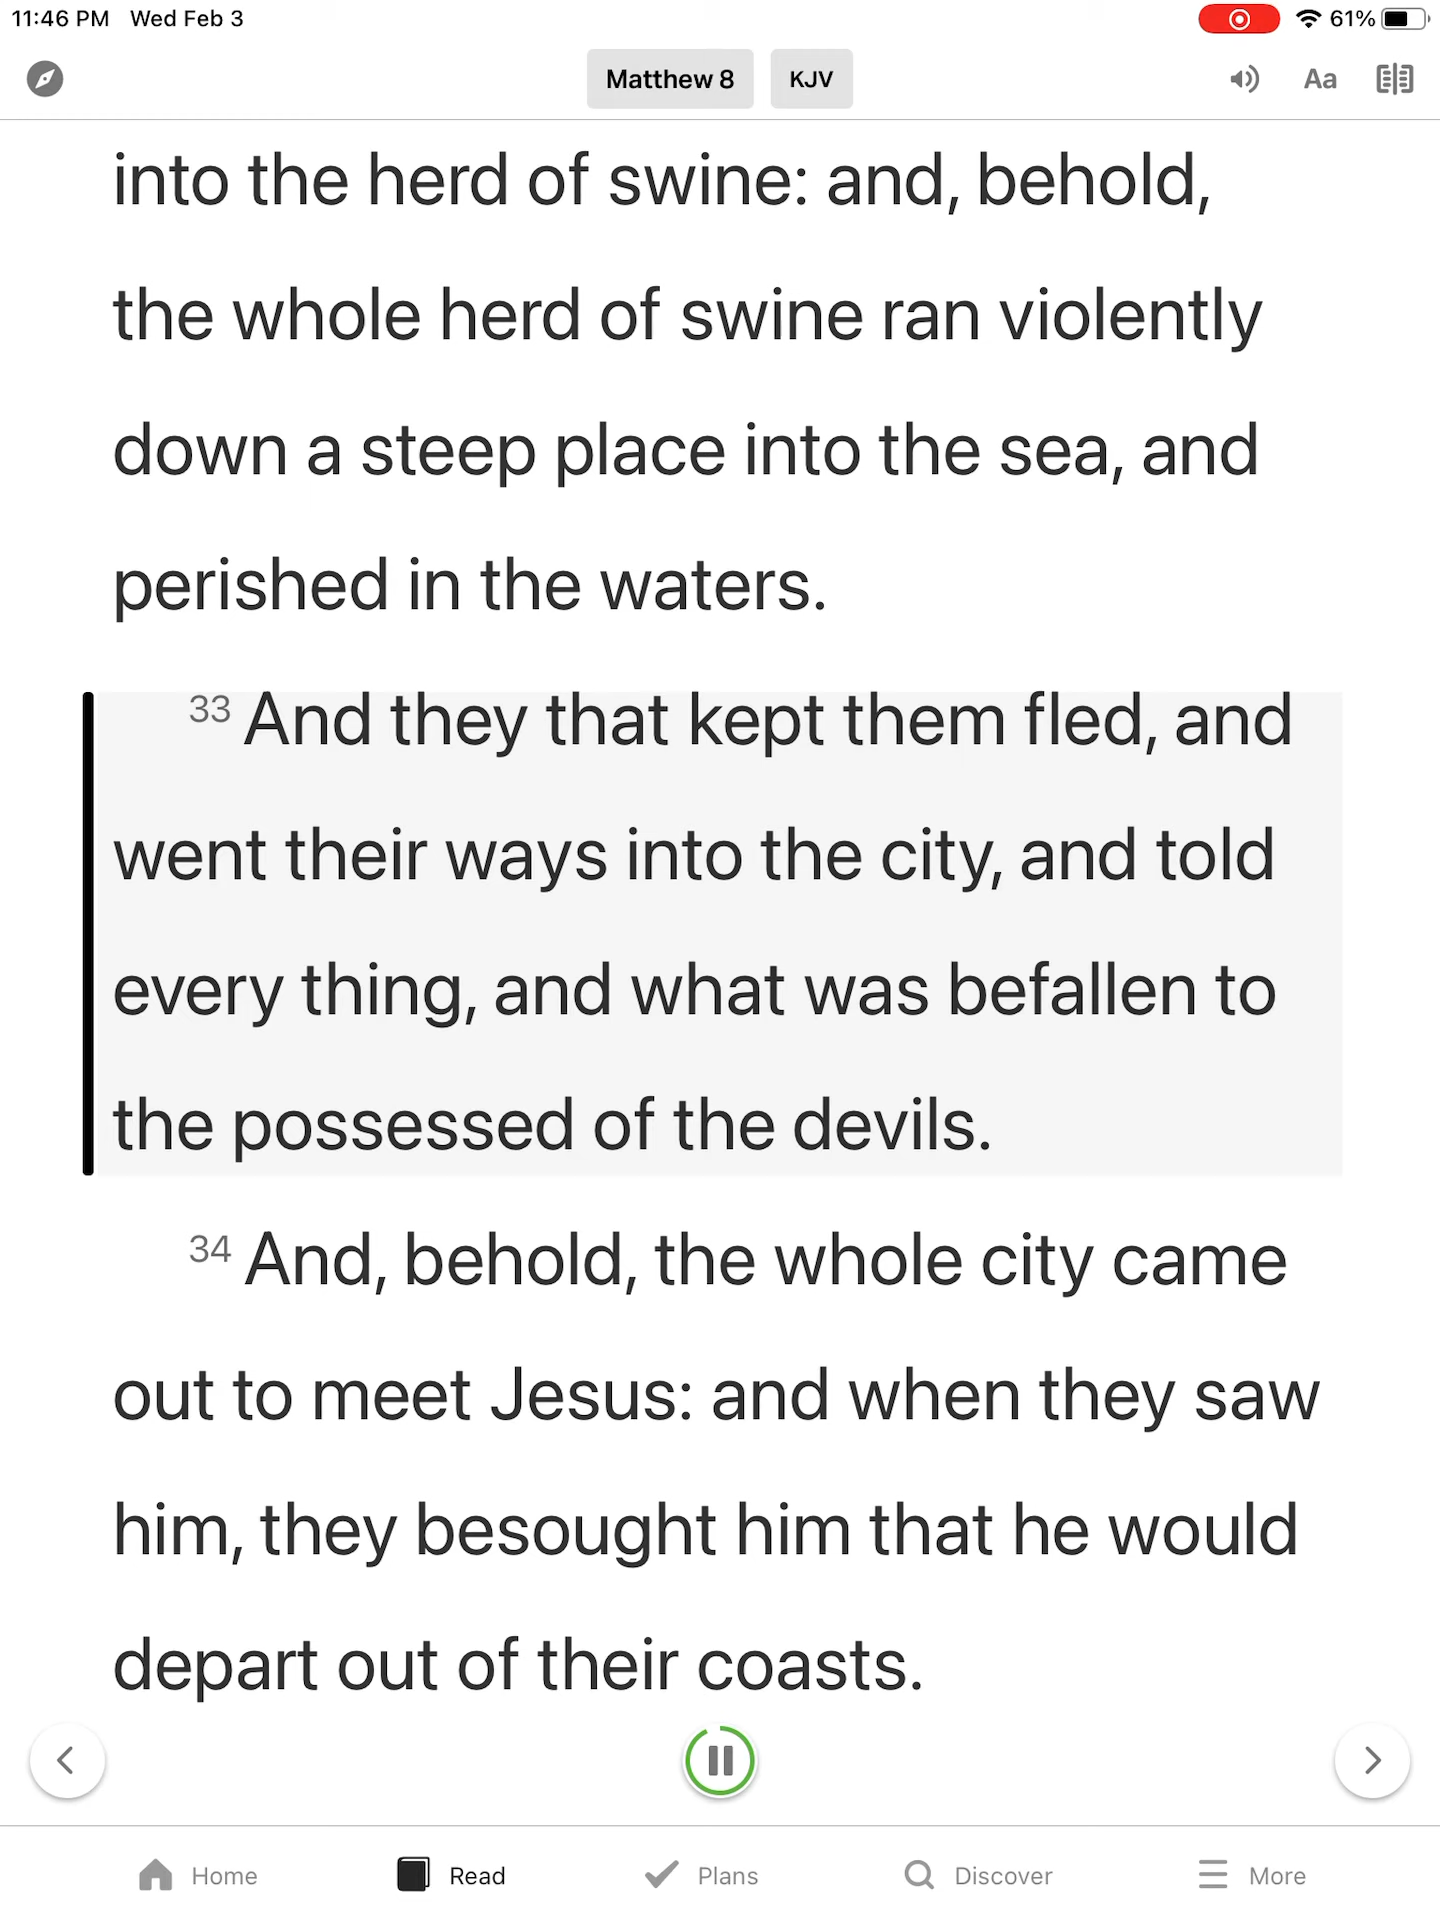 11:46 PM Wed Feb 3
61%
Matthew 8
KJV
Aa
into the herd of swine: and, behold,
the whole herd of swine ran violently
down a steep place into the sea, and
perished in the waters.
33 And they that kept them fled, and
went their ways into the city, and told
every thing, and what was befallen to
the possessed of the devils.
34 And, behold, the whole city came
out to meet Jesus: and when they saw
him, they besought him that he would
depart out of their coasts.
Home
Read
Plans
Discover
More